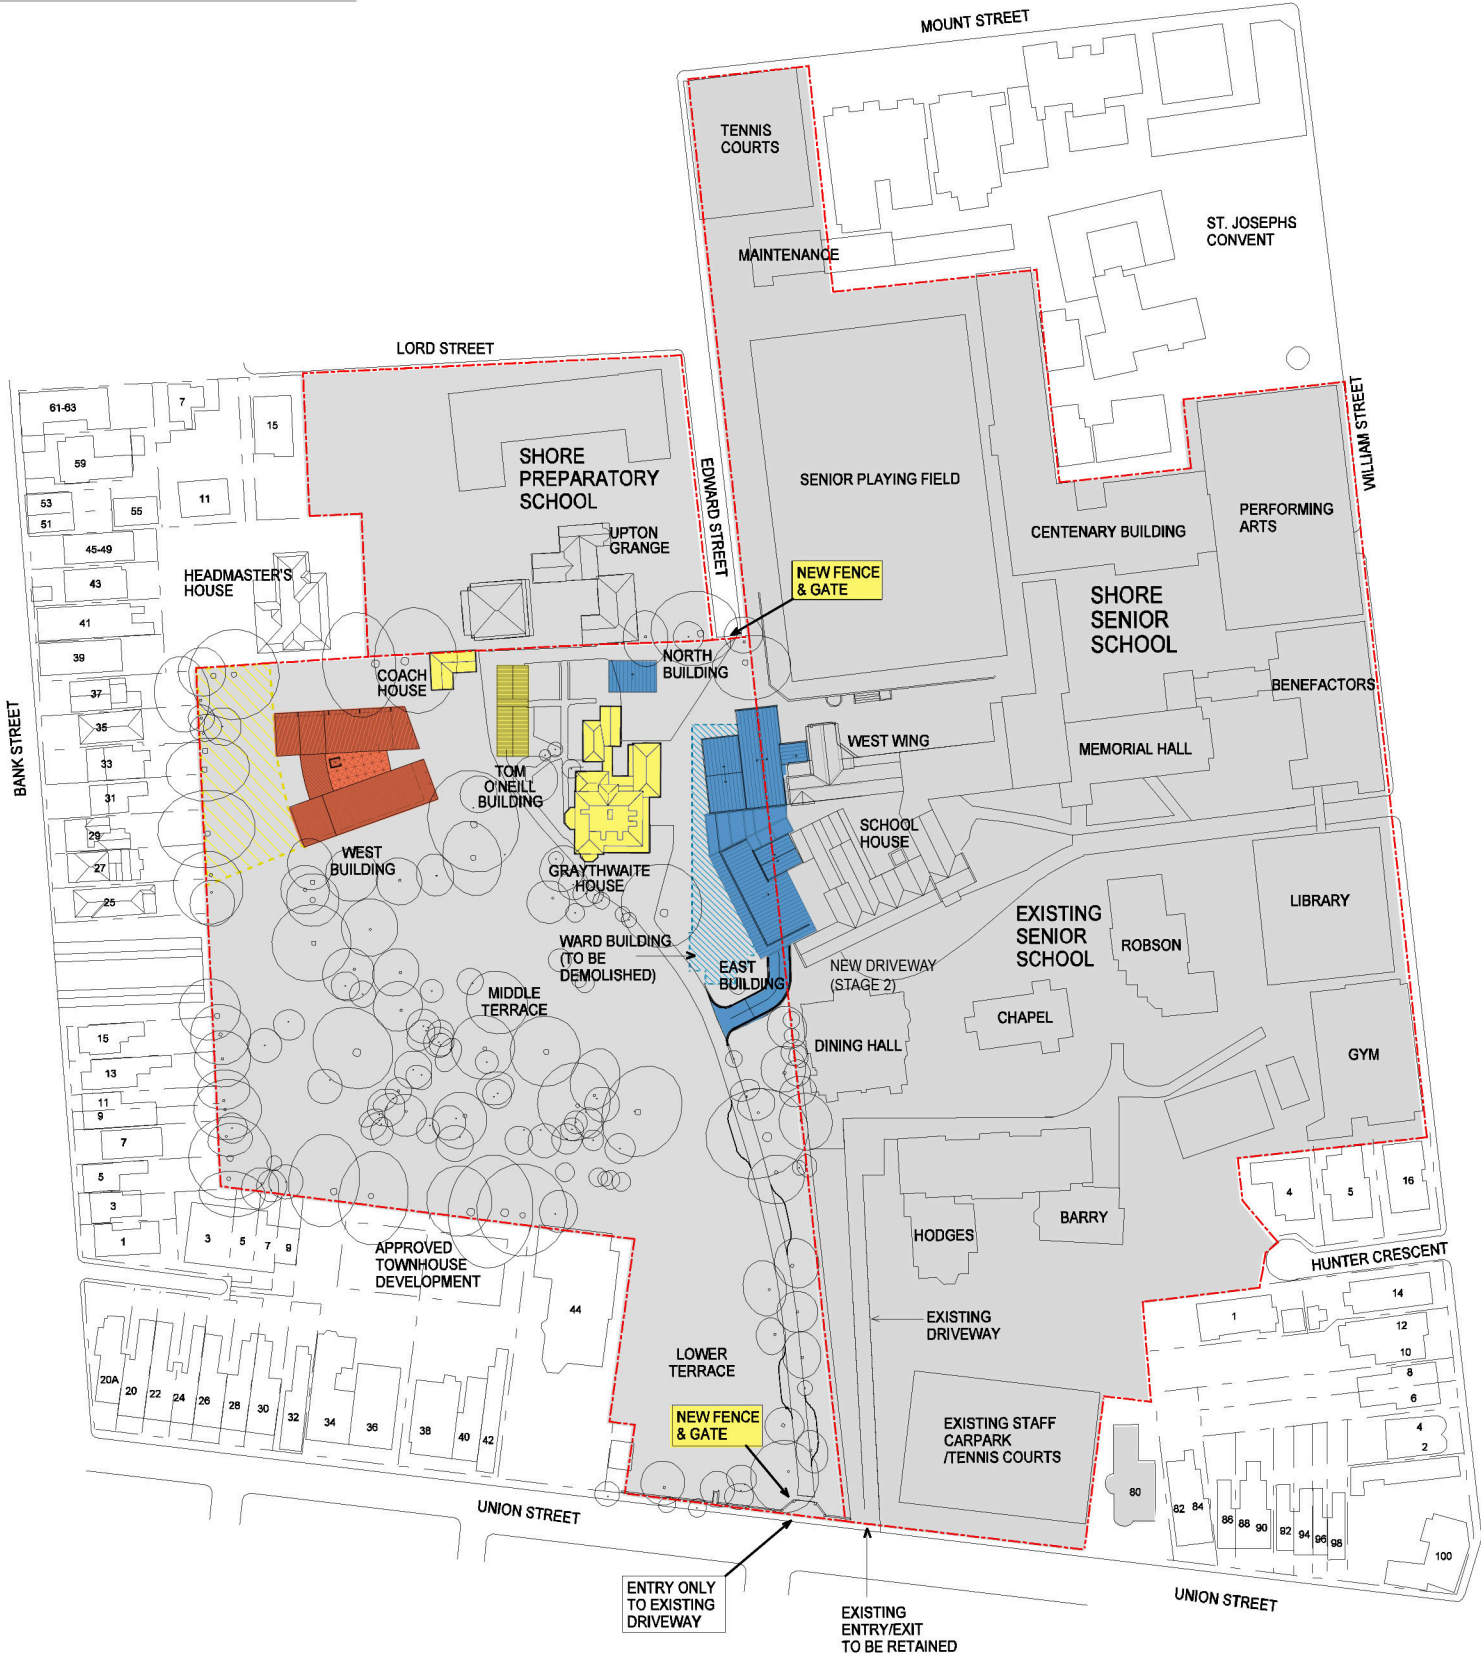 MOUNT STREET
TENNIS
COURTS
MAINTENANCE
ST. JOSEPHS
CONVENT
LORD STREET
61-63
7
15
59
53
51
55
11
45-49
43
41
39
37
35
33
31
29
27
25
BANK STREET
HEADMASTER'S
HOUSE
SHORE
PREPARATORY
SCHOOL
UPTON
GRANGE
EDWARD STREET
SENIOR PLAYING FIELD
WILLIAM STREET
CENTENARY BUILDING
PERFORMING
ARTS
NEW FENCE
& GATE
SHORE
SENIOR
SCHOOL
COACH
HOUSE
NORTH
BUILDING
BENEFACTORS
WEST WING
MEMORIAL HALL
TOM
O'NEILL
BUILDING
WEST
BUILDING
GRAYTHWAITE
HOUSE
SCHOOL
HOUSE
LIBRARY
EXISTING
SENIOR
SCHOOL
ROBSON
WARD BUILDING
(TO BE
DEMOLISHED)
EAST
BUILDING
NEW DRIVEWAY
(STAGE 2)
MIDDLE
TERRACE
CHAPEL
DINING HALL
GYM
15
13
11
9
7
5
3
1
3
5
7
9
APPROVED
TOWNHOUSE
DEVELOPMENT
44
HODGES
BARRY
4
5
16
HUNTER CRESCENT
1
14
12
10
8
6
4
2
EXISTING
DRIVEWAY
LOWER
TERRACE
20A
20
22
24
26
28
30
32
34
36
38
40
42
NEW FENCE
& GATE
EXISTING STAFF
CARPARK
/TENNIS COURTS
80
82
84
86
88
90
92
94
96
98
100
UNION STREET
UNION STREET
ENTRY ONLY
TO EXISTING
DRIVEWAY
EXISTING
ENTRY/EXIT
TO BE RETAINED